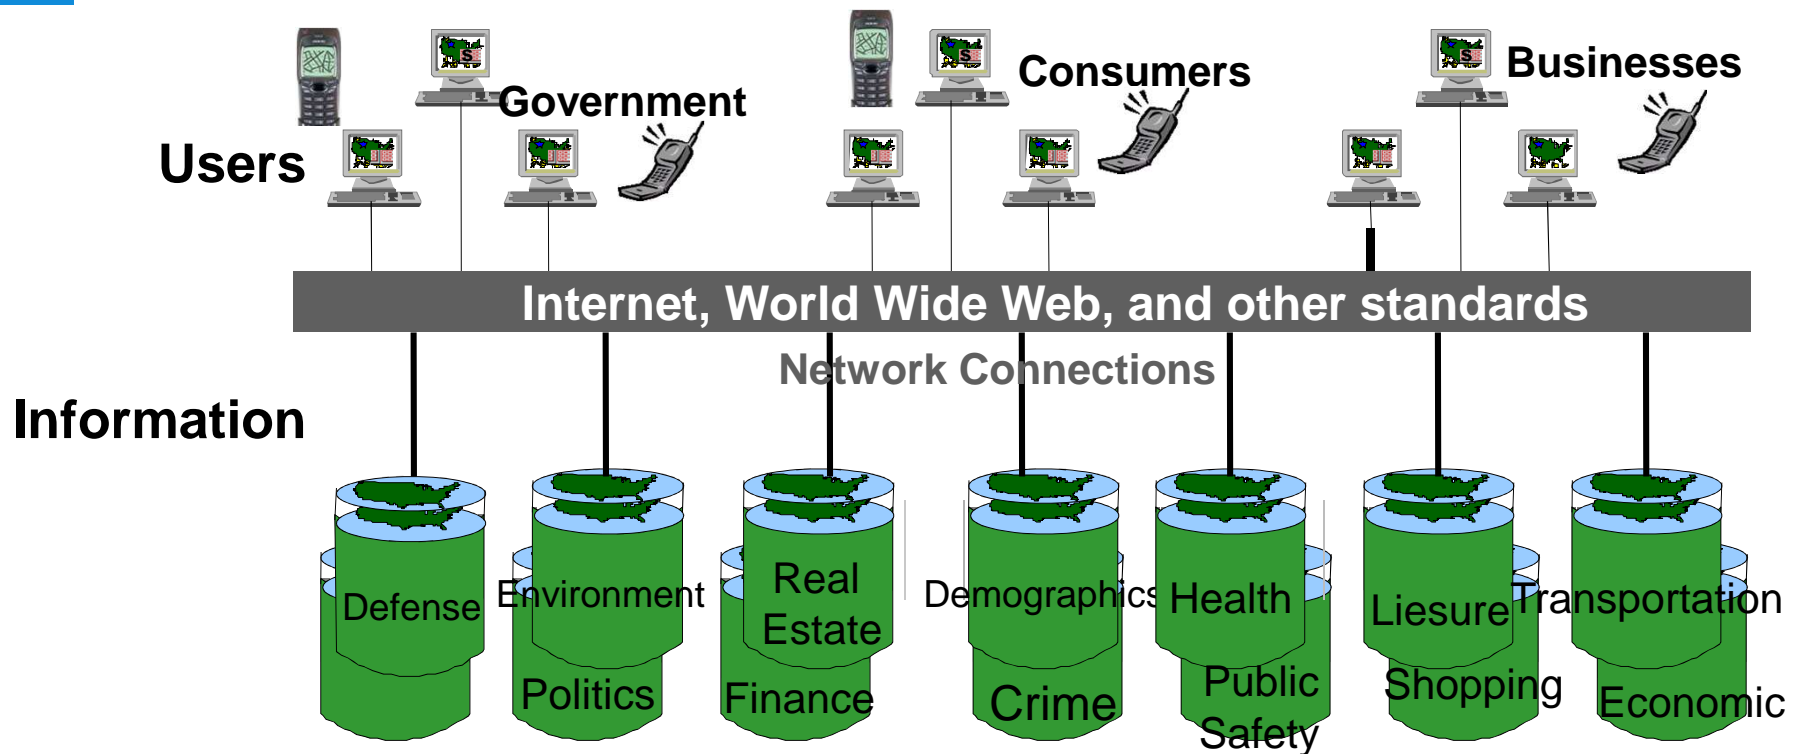 Consumers
Businesses
Government
Users
Internet, World Wide Web, and other standards
Network Connections
Information
Defense
Environment
Real
Estate
Demographics
Health
Liesure
Transportation
Politics
Finance
Crime
Public
Safety
Shopping
Economic